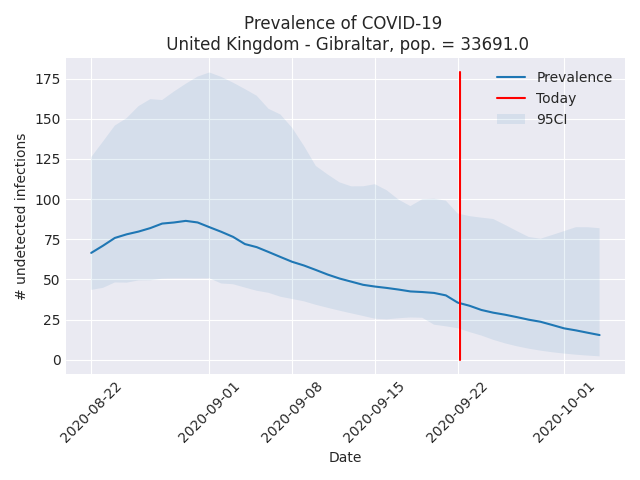 Prevalence of COVID-19
United Kingdom - Gibraltar, pop. = 33691.0
175
150
125
100
75
50
25
0
# undetected infections
Prevalence
Today
95CI
2020-08-22
2020-09-01
2020-09-08
2020-09-15
2020-09-22
2020-10-01
Date